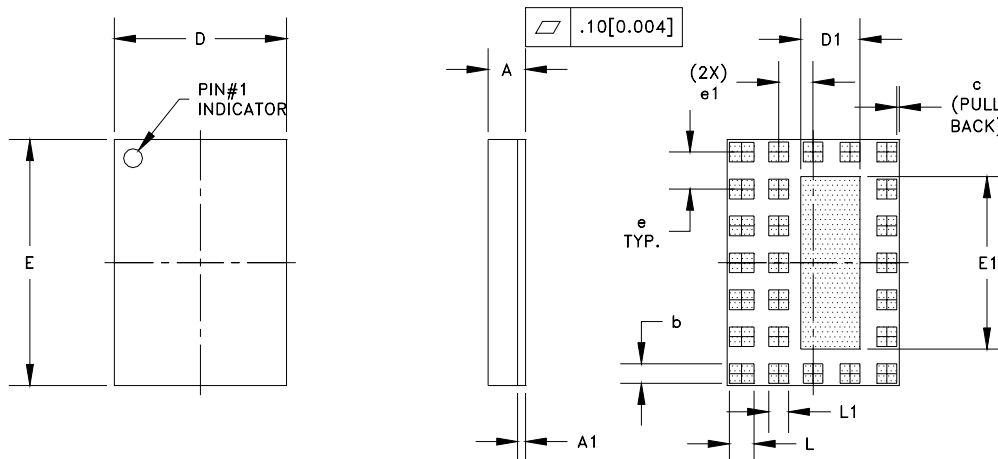 D
PIN#1
INDICATOR
E
A
.10[0.004]
A1
(2X)
e1
D1
c
(PULL
BACK)
e
TYP.
E1
b
L1
L